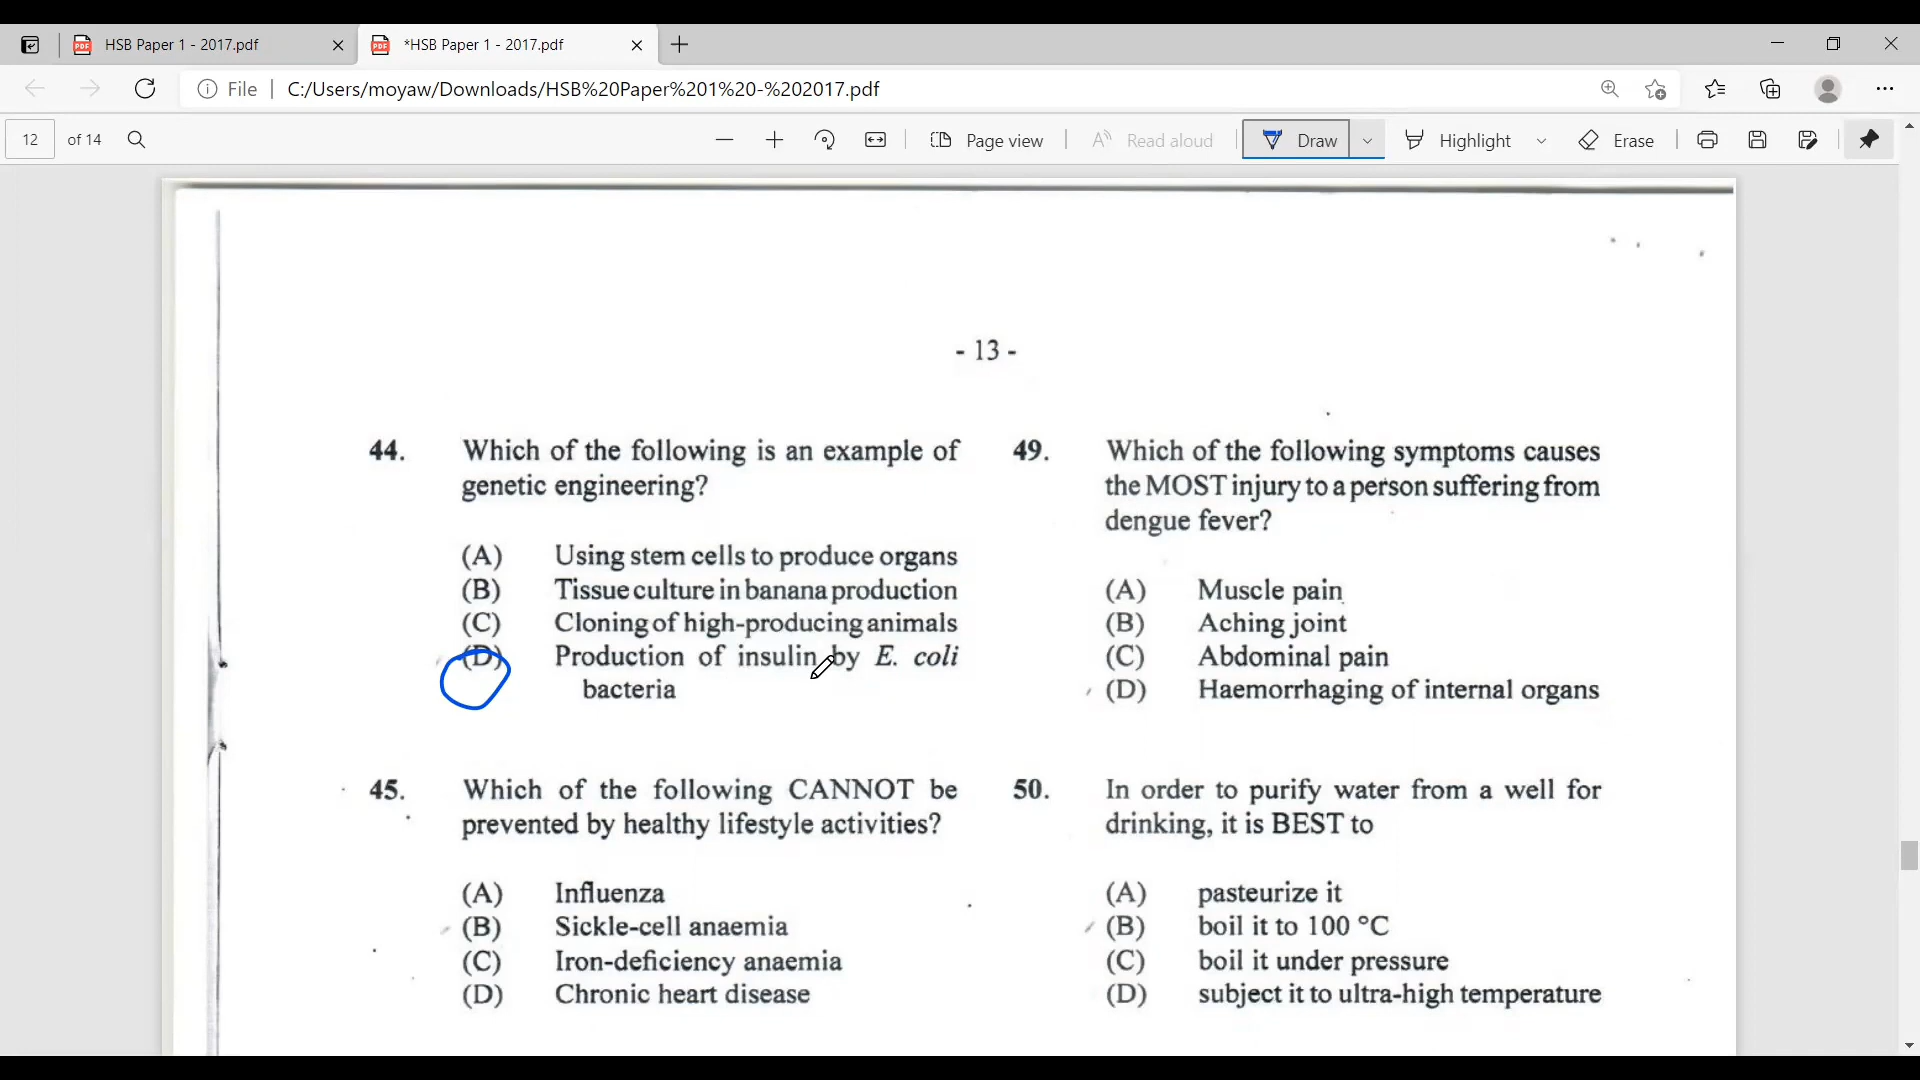 HSB Paper 1 - 2017.pdf
*HSB Paper 1 - 2017.pdf
File
C:/Users/moyaw/Downloads/HSB%20Paper%201%20-%202017.pdf
12 of 14
Page view
Read aloud
Draw
Highlight
Erase
- 13 -
44. Which of the following is an example of
genetic engineering?
(A) Using stem cells to produce organs
(B) Tissue culture in banana production
(C) Cloning of high-producing animals
(D) Production of insulin by E. coli
bacteria
45. Which of the following CANNOT be
prevented by healthy lifestyle activities?
(A) Influenza
(B) Sickle-cell anaemia
(C) Iron-deficiency anaemia
(D) Chronic heart disease
49. Which of the following symptoms causes
the MOST injury to a person suffering from
dengue fever?
(A) Muscle pain
(B) Aching joint
(C) Abdominal pain
(D) Haemorrhaging of internal organs
50. In order to purify water from a well for
drinking, it is BEST to
(A) pasteurize it
(B) boil it to 100 °C
(C) boil it under pressure
(D) subject it to ultra-high temperature